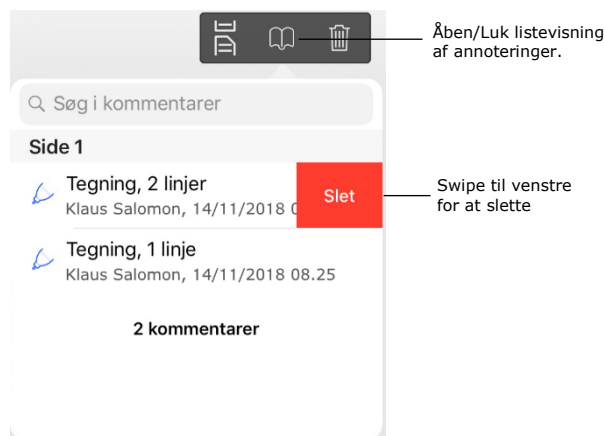 Åben/Luk listevisning
af annoteringer.
Søg i kommentarer
Side 1
Tegning, 2 linjer
Klaus Salomon, 14/11/2018 0
Slet
Swipe til venstre
for at slette
Tegning, 1 linje
Klaus Salomon, 14/11/2018 08.25
2 kommentarer